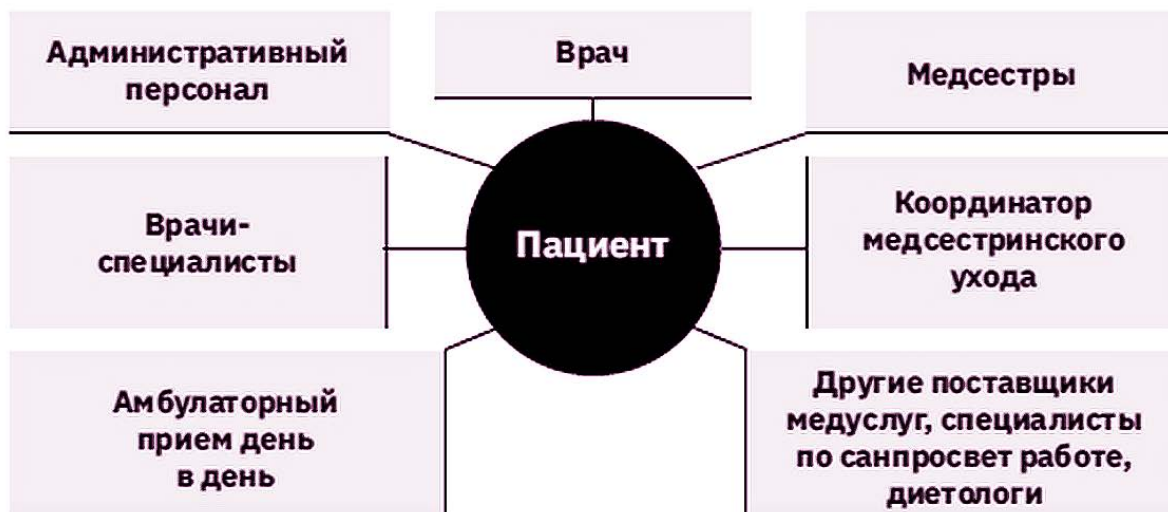 Административный
персонал
Врач
Медсестры
Врачи-
специалисты
Пациент
Координатор
медсестринского
ухода
Амбулаторный
прием день
в день
Другие поставщики
медуслуг, специалисты
по санпросвет работе,
диетологи